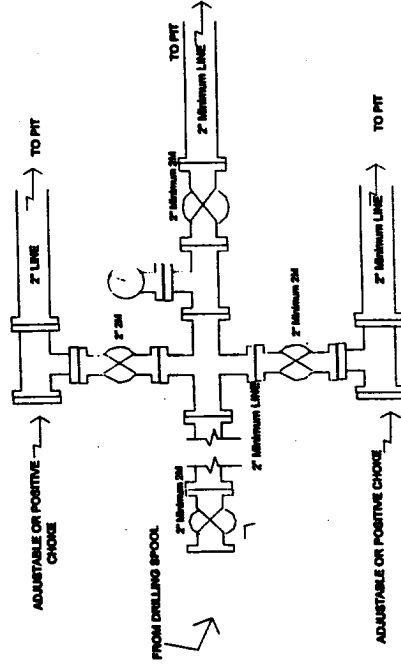 ADJUSTABLE OR POSITIVE
CHOKE
2" LINE
TO PIT
2" 2M
FROM DRILLING SPOOL
2" Minimum 2M
2" Minimum LINE
2" Minimum 2M
2" Minimum LINE
TO PIT
2" Minimum 2M
ADJUSTABLE OR POSITIVE CHOKE
2" Minimum LINE
TO PIT